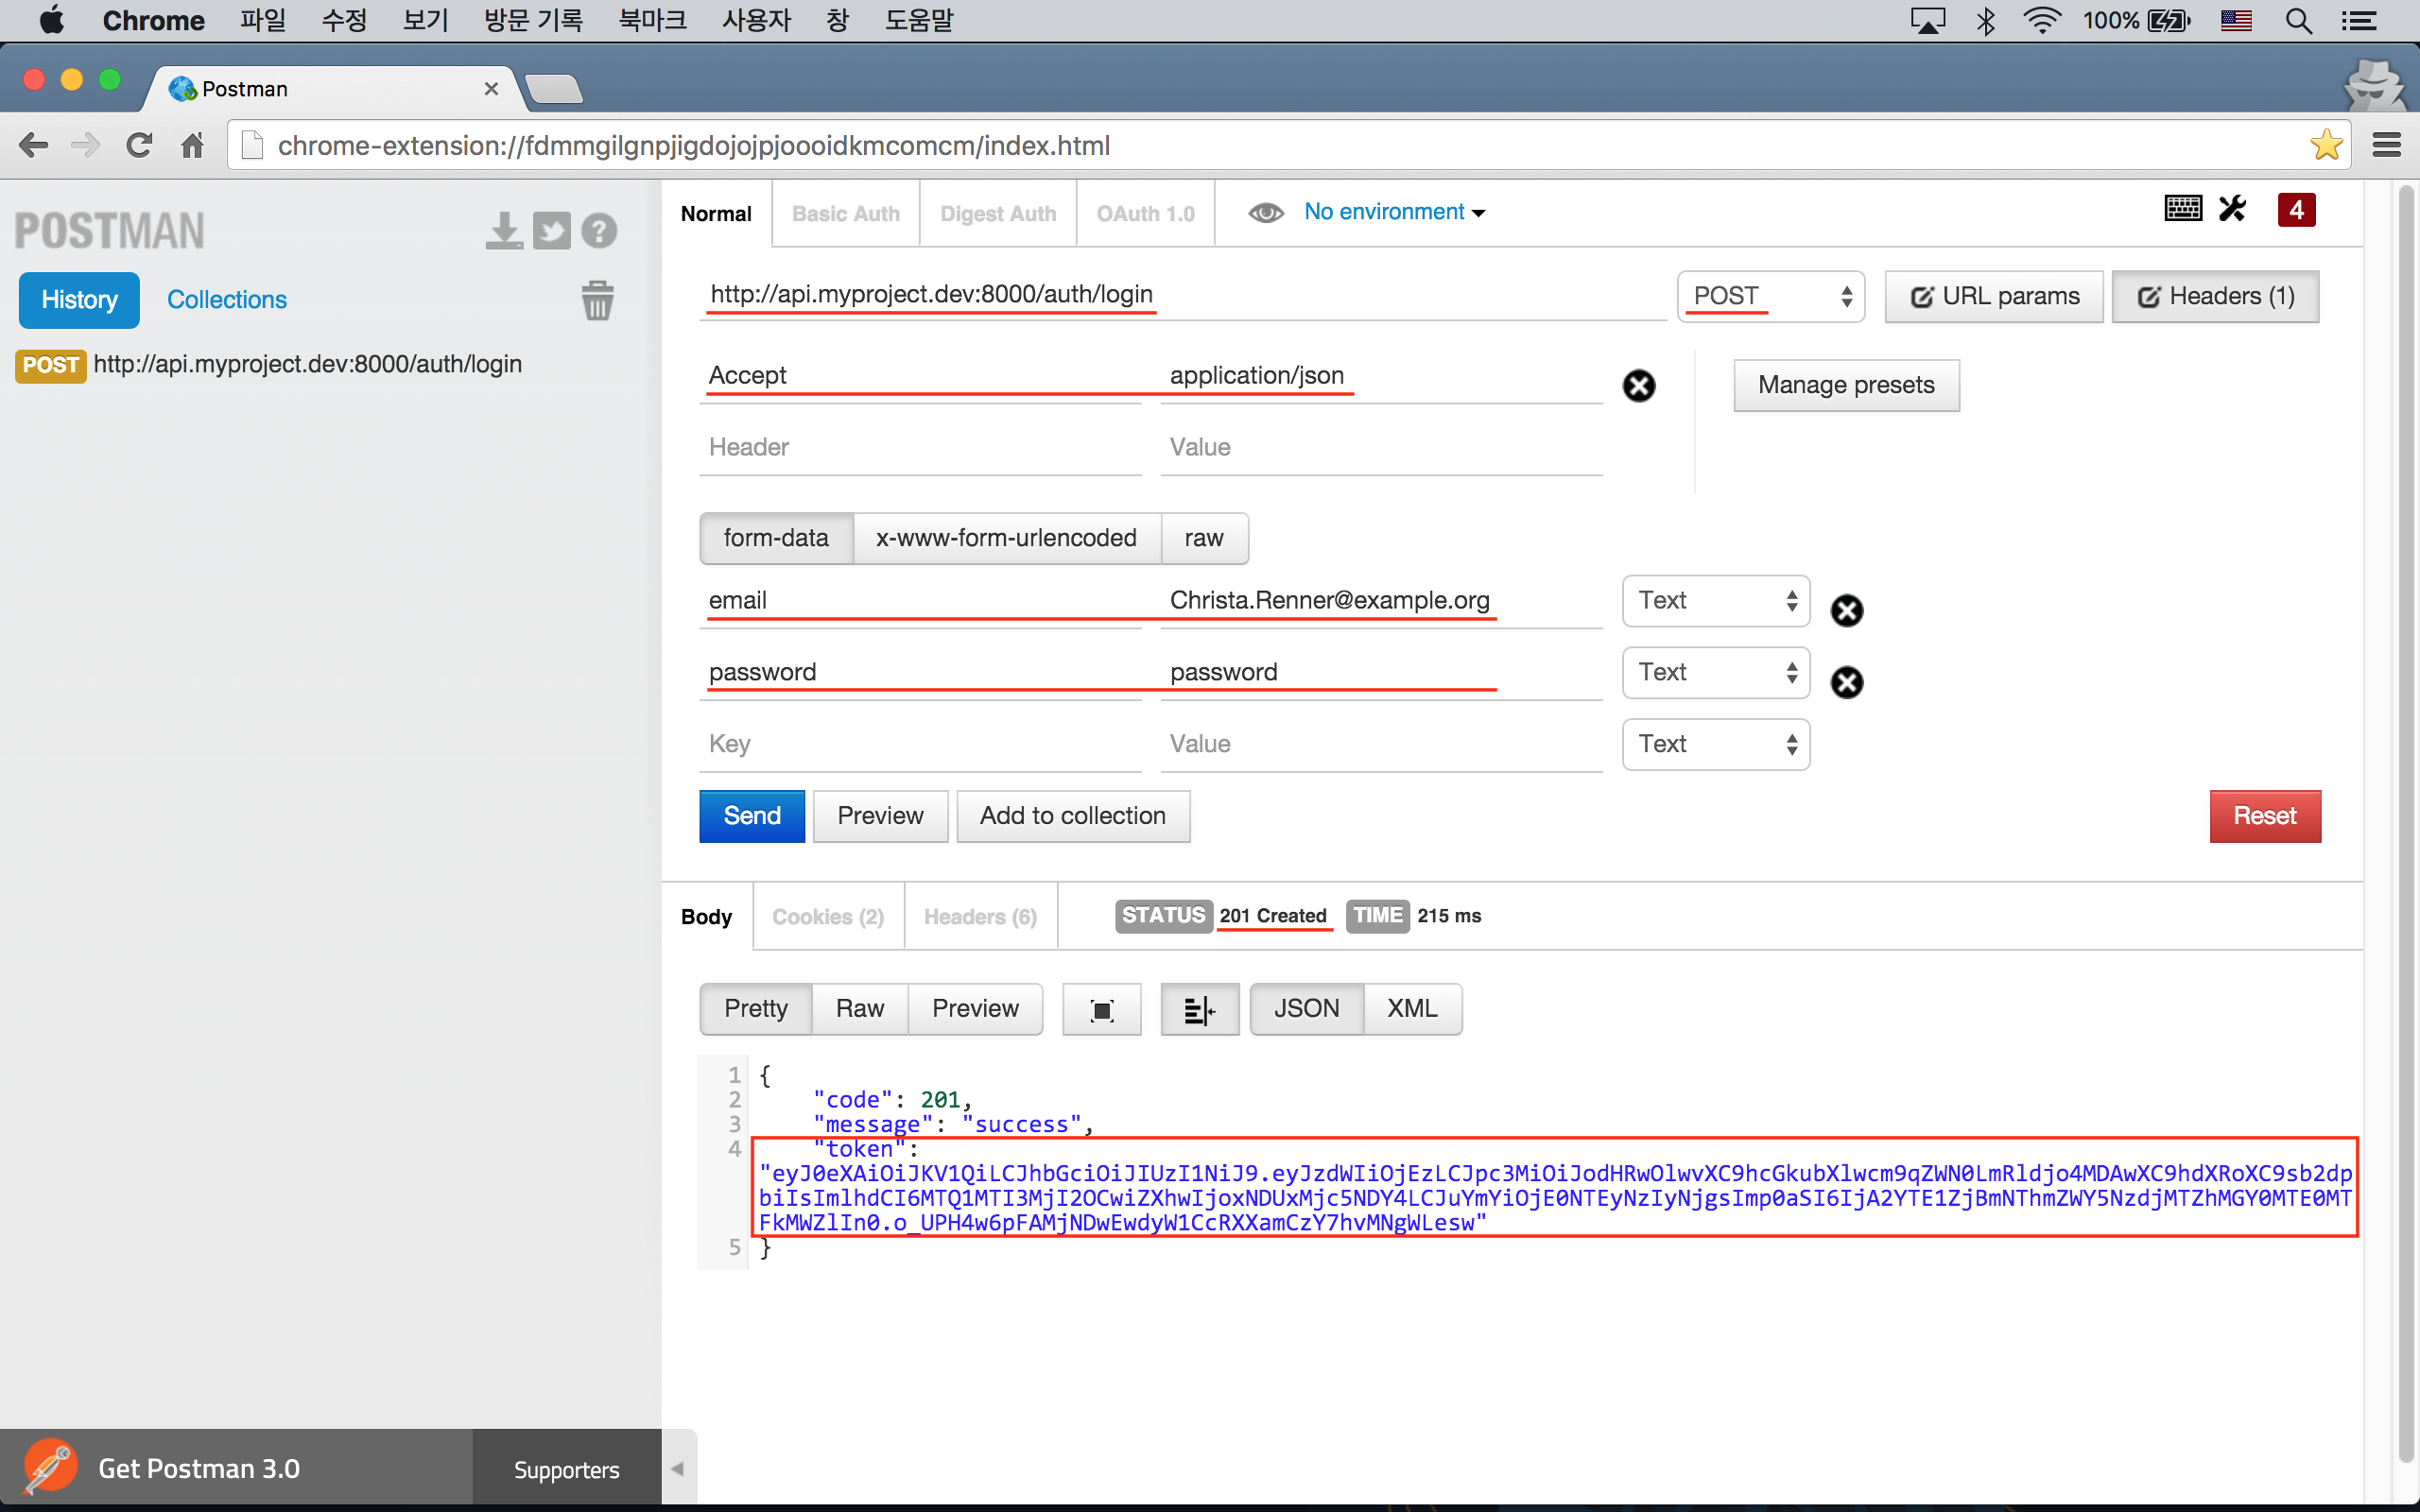 Chrome 파일 수정 보기 방문 기록 북마크 사용자 창 도움말 100%
Postman
chrome-extension://fdmmgilgnpjigdojojpjoooidkmcomcm/index.html
POSTMAN
History Collections
POST http://api.myproject.dev:8000/auth/login
Normal Basic Auth Digest Auth OAuth 1.0 No environment 4
http://api.myproject.dev:8000/auth/login POST URL params Headers (1)
Accept application/json Manage presets
Header Value
form-data x-www-form-urlencoded raw
email Christa.Renner@example.org Text
password password Text
Key Value Text
Send Preview Add to collection Reset
Body Cookies (2) Headers (6) STATUS 201 Created TIME 215 ms
Pretty Raw Preview JSON XML
1 {
2 "code": 201,
3 "message": "success",
4 "token":
"eyJ0eXAiOiJKV1QiLCJhbGciOiJIUzI1NiJ9.eyJzdWIiOjEzLCJpc3MiOiJodHRwOlwvXC9hcGkubXlwcm9qZWN0LmRldjo4MDAwXC9hdXRoXC9sb2dp
biIsImlhdCI6MTQ1MTI3MjI2OCwiZXhwIjoxNDUxMjc5NDY4LCJuYmYiOjE0NTEyNzIyNjgsImp0aSI6IjA2YTE1ZjBmNThmZWY5NzdjMTZhMGY0MTE0MT
FkMWZlIn0.o_UPH4w6pFAMjNDwEwdyW1CcRXXamCzY7hvMNgWLesw"
5 }
Get Postman 3.0 Supporters